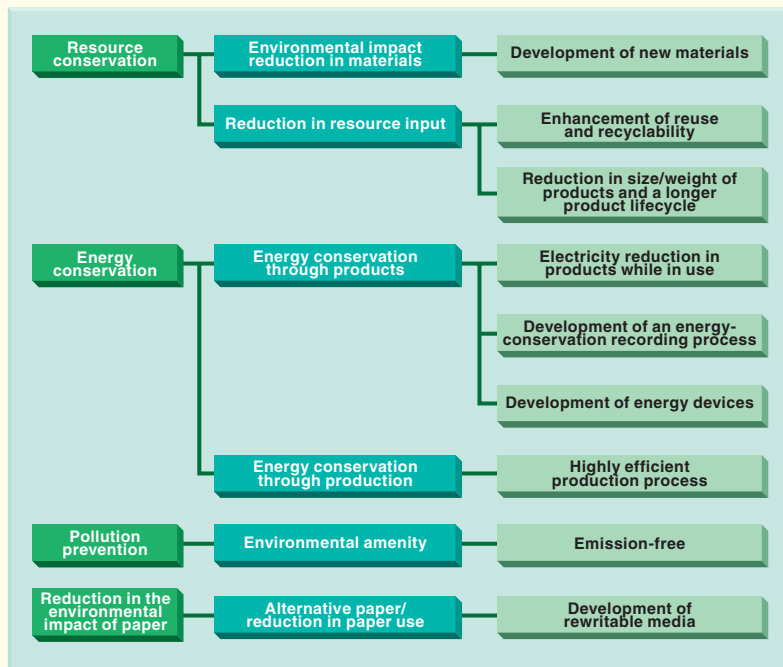 Resource
conservation
Environmental impact
reduction in materials
Development of new materials
Reduction in resource input
Enhancement of reuse
and recyclability
Reduction in size/weight of
products and a longer
product lifecycle
Energy
conservation
Energy conservation
through products
Electricity reduction in
products while in use
Development of an energy-
conservation recording process
Development of energy devices
Energy conservation
through production
Highly efficient
production process
Pollution
prevention
Environmental amenity
Emission-free
Reduction in the
environmental
impact of paper
Alternative paper/
reduction in paper use
Development of
rewritable media